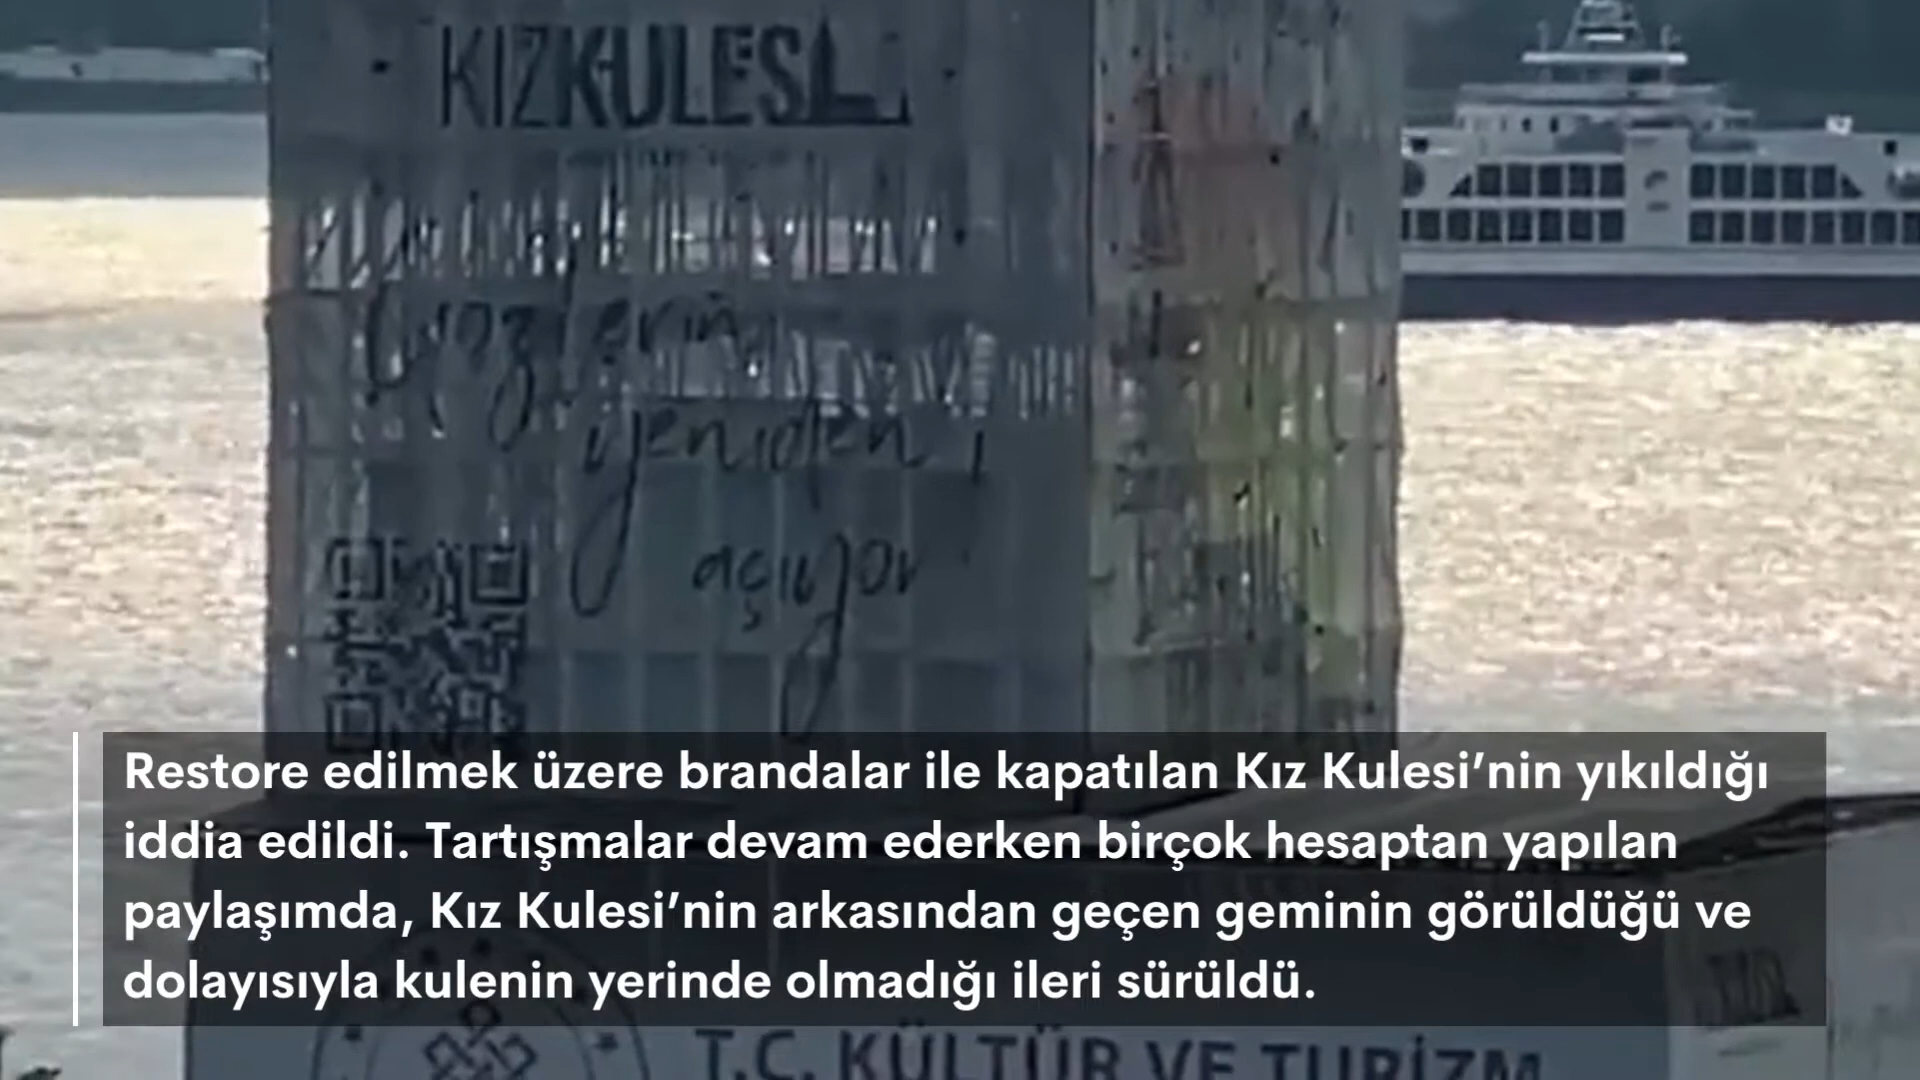 KIZKULESİ
Gözlerini
yeniden
açıyor
Restore edilmek üzere brandalar ile kapatılan Kız Kulesi’nin yıkıldığı
iddia edildi. Tartışmalar devam ederken birçok hesaptan yapılan
paylaşımda, Kız Kulesi’nin arkasından geçen geminin görüldüğü ve
dolayısıyla kulenin yerinde olmadığı ileri sürüldü.
T.C. KÜLTÜR VE TURİZM